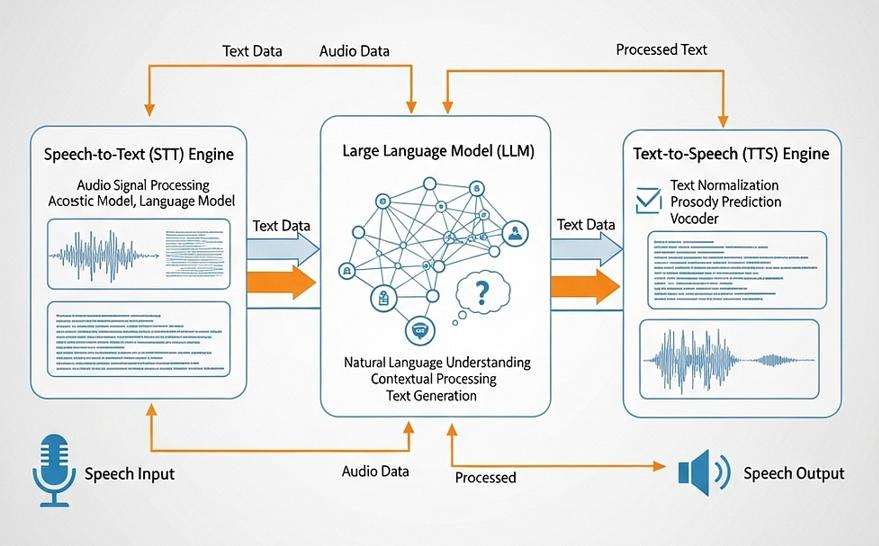 Text Data
Audio Data
Processed Text
Speech-to-Text (STT) Engine
Audio Signal Processing
Acostic Model, Language Model
Text Data
Large Language Model (LLM)
?
Natural Language Understanding
Contextual Processing
Text Generation
Text Data
Text-to-Speech (TTS) Engine
Text Normalization
Prosody Prediction
Vocoder
Speech Input
Audio Data
Processed
Speech Output